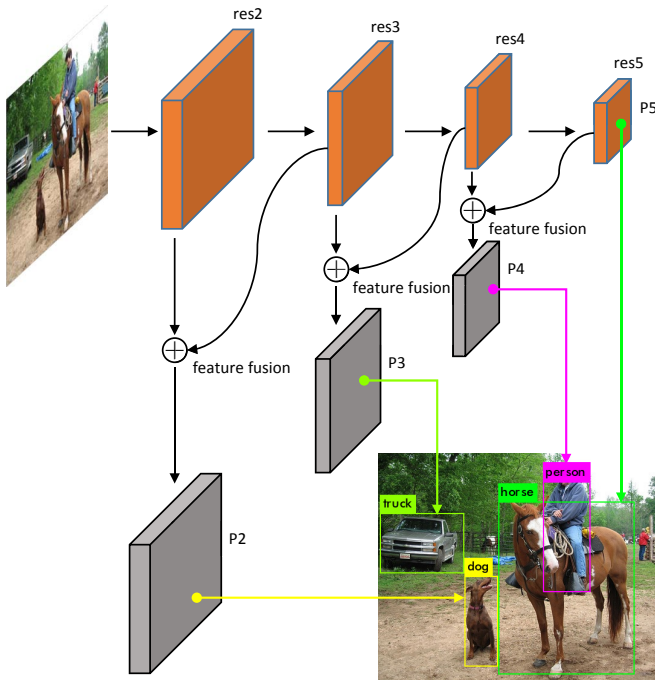 res2
res3
res4
res5
P5
feature fusion
P4
feature fusion
feature fusion
P3
person
horse
truck
P2
dog